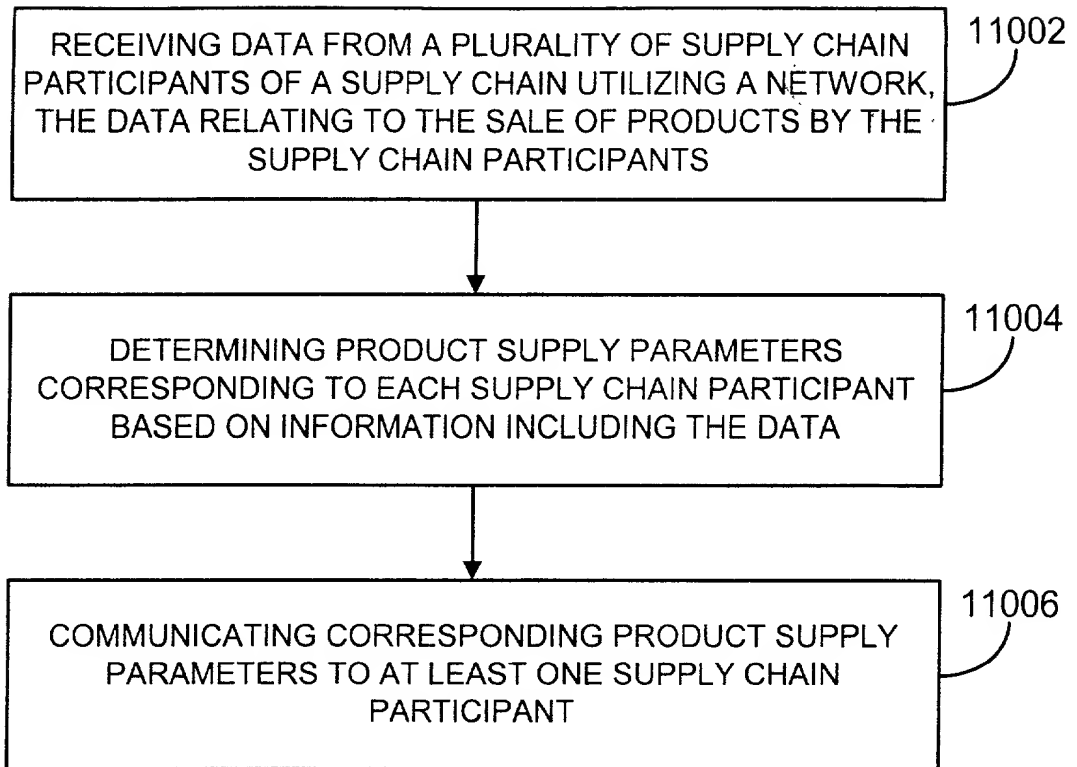 11002
RECEIVING DATA FROM A PLURALITY OF SUPPLY CHAIN
PARTICIPANTS OF A SUPPLY CHAIN UTILIZING A NETWORK,
THE DATA RELATING TO THE SALE OF PRODUCTS BY THE
SUPPLY CHAIN PARTICIPANTS
11004
DETERMINING PRODUCT SUPPLY PARAMETERS
CORRESPONDING TO EACH SUPPLY CHAIN PARTICIPANT
BASED ON INFORMATION INCLUDING THE DATA
11006
COMMUNICATING CORRESPONDING PRODUCT SUPPLY
PARAMETERS TO AT LEAST ONE SUPPLY CHAIN
PARTICIPANT